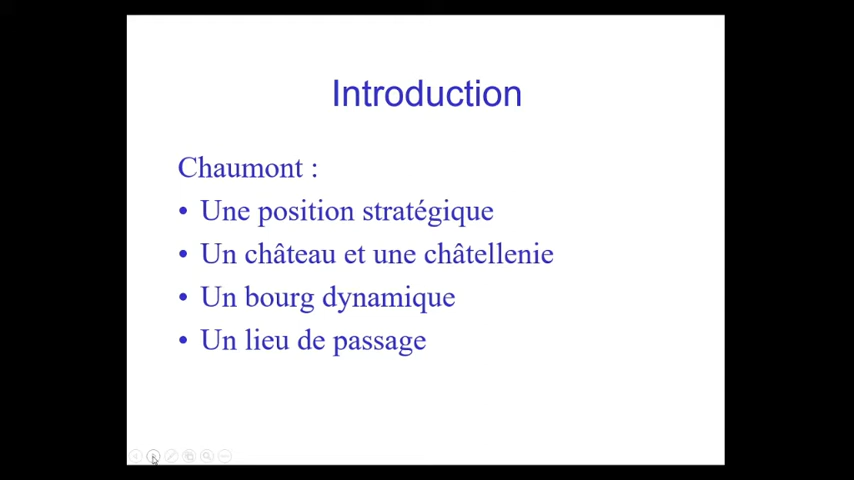 Introduction
Chaumont :
• Une position stratégique
• Un château et une châtellenie
• Un bourg dynamique
• Un lieu de passage